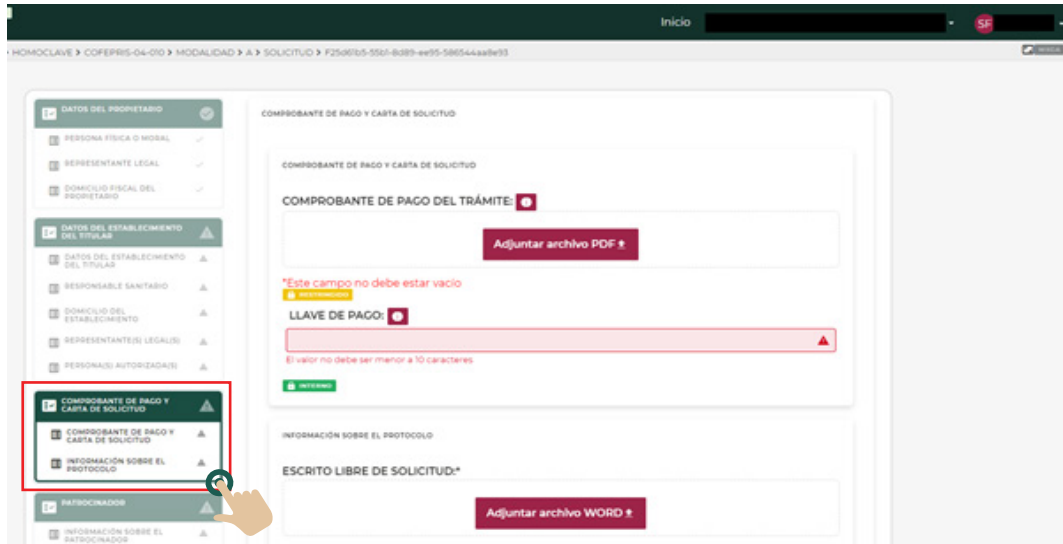 Inicio
SF
HOMOCLAVE > COFEPRIS-04-010 > MODALIDAD > A > SOLICITUD >
DATOS DEL PROPIETARIO
PERSONA FÍSICA O MORAL
REPRESENTANTE LEGAL
DOMICILIO FISCAL DEL
PROPIETARIO
DATOS DEL ESTABLECIMIENTO
DEL TITULAR
DATOS DEL ESTABLECIMIENTO
DEL TITULAR
RESPONSABLE SANITARIO
DOMICILIO DEL
ESTABLECIMIENTO
REPRESENTANTE(S) LEGAL(S)
PERSONA(S) AUTORIZADA(S)
COMPROBANTE DE PAGO Y
CARTA DE SOLICITUD
COMPROBANTE DE PAGO Y
CARTA DE SOLICITUD
INFORMACIÓN SOBRE EL
PROTOCOLO
PATROCINADOR
INFORMACIÓN SOBRE EL
PATROCINADOR
COMPROBANTE DE PAGO Y CARTA DE SOLICITUD
COMPROBANTE DE PAGO Y CARTA DE SOLICITUD
COMPROBANTE DE PAGO DEL TRÁMITE:
Adjuntar archivo PDF
*Este campo no debe estar vacío
RESTRINGIDO
LLAVE DE PAGO:
El valor no debe ser menor a 10 caracteres
INTERNO
INFORMACIÓN SOBRE EL PROTOCOLO
ESCRITO LIBRE DE SOLICITUD:*
Adjuntar archivo WORD